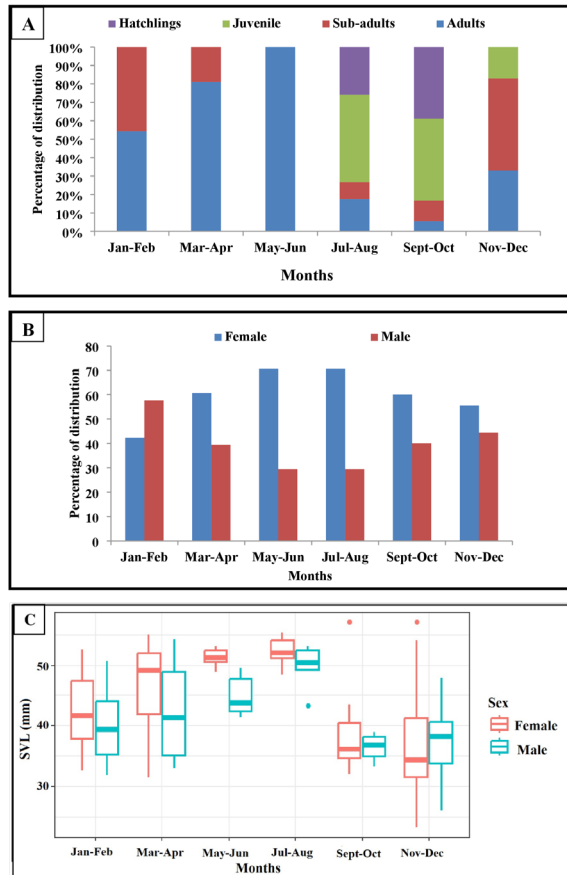 A
Hatchlings Juvenile Sub-adults Adults
100%
90%
80%
70%
60%
50%
40%
30%
20%
10%
0%
Percentage of distribution
Jan-Feb Mar-Apr May-Jun Jul-Aug Sept-Oct Nov-Dec
Months
B
Female Male
80
70
60
50
40
30
20
10
0
Percentage of distribution
Jan-Feb Mar-Apr May-Jun Jul-Aug Sept-Oct Nov-Dec
Months
C
50
40
30
SVL (mm)
Sex
Female
Male
Jan-Feb Mar-Apr May-Jun Jul-Aug Sept-Oct Nov-Dec
Months